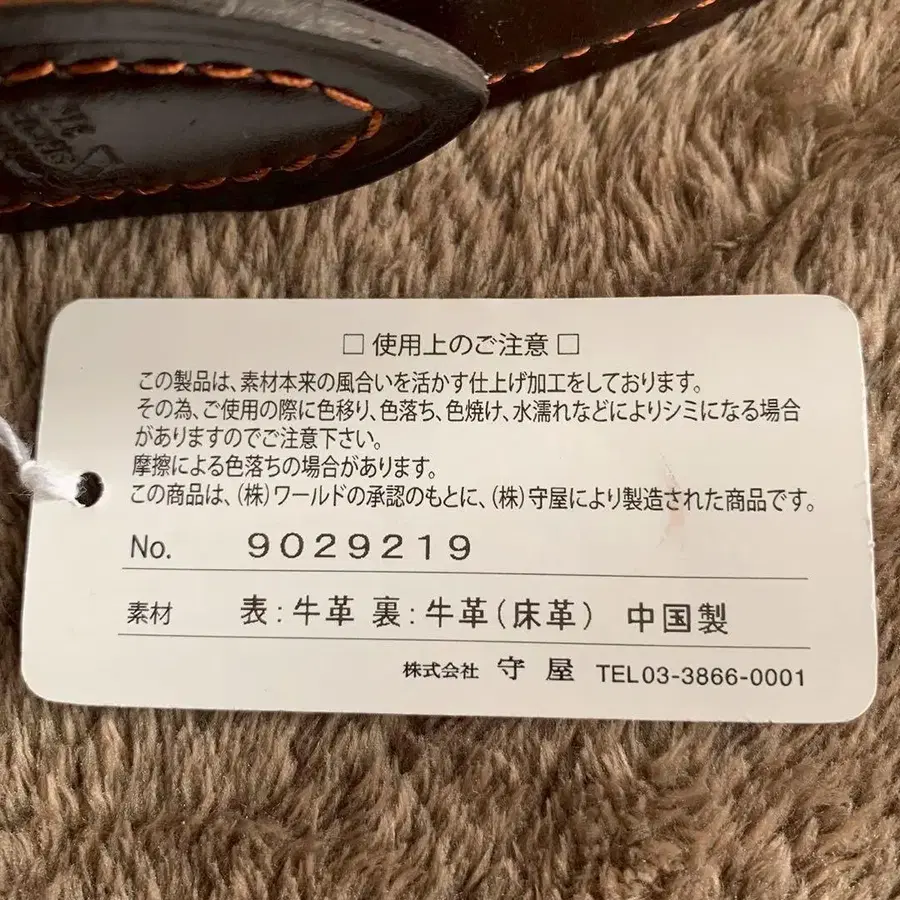 □ 使用上のご注意 □
この製品は、素材本来の風合いを活かす仕上げ加工をしております。
その為、ご使用の際に色移り、色落ち、色焼け、水濡れなどによりシミになる場合
がありますのでご注意下さい。
摩擦による色落ちの場合があります。
この商品は、(株)ワールドの承認のもとに、(株)守屋により製造された商品です。
No. 9029219
素材 表:牛革 裏:牛革(床革) 中国製
株式会社 守屋 TEL03-3866-0001